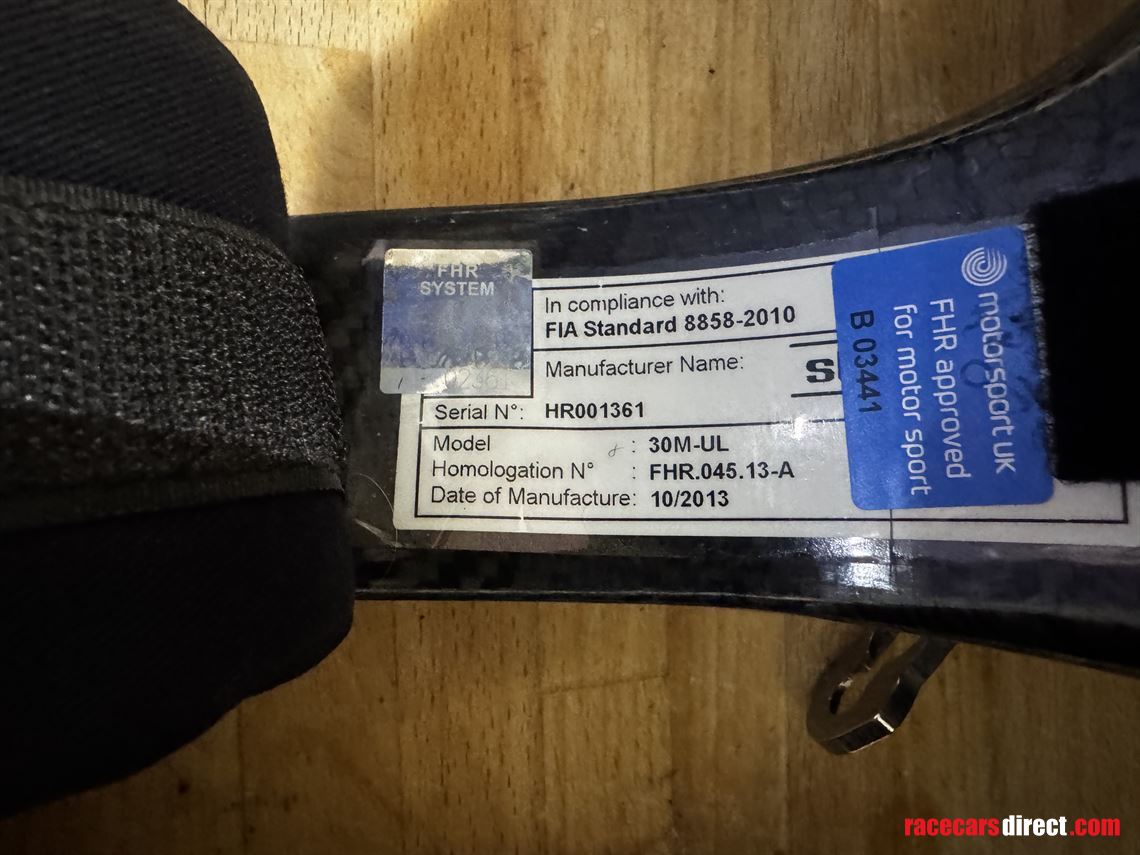 FHR
SYSTEM
In compliance with:
FIA Standard 8858-2010
Manufacturer Name:
Serial N°: HR001361
Model : 30M-UL
Homologation N° : FHR.045.13-A
Date of Manufacture: 10/2013
motorsport uk
FHR approved
for motor sport
B 03441
racecarsdirect.com